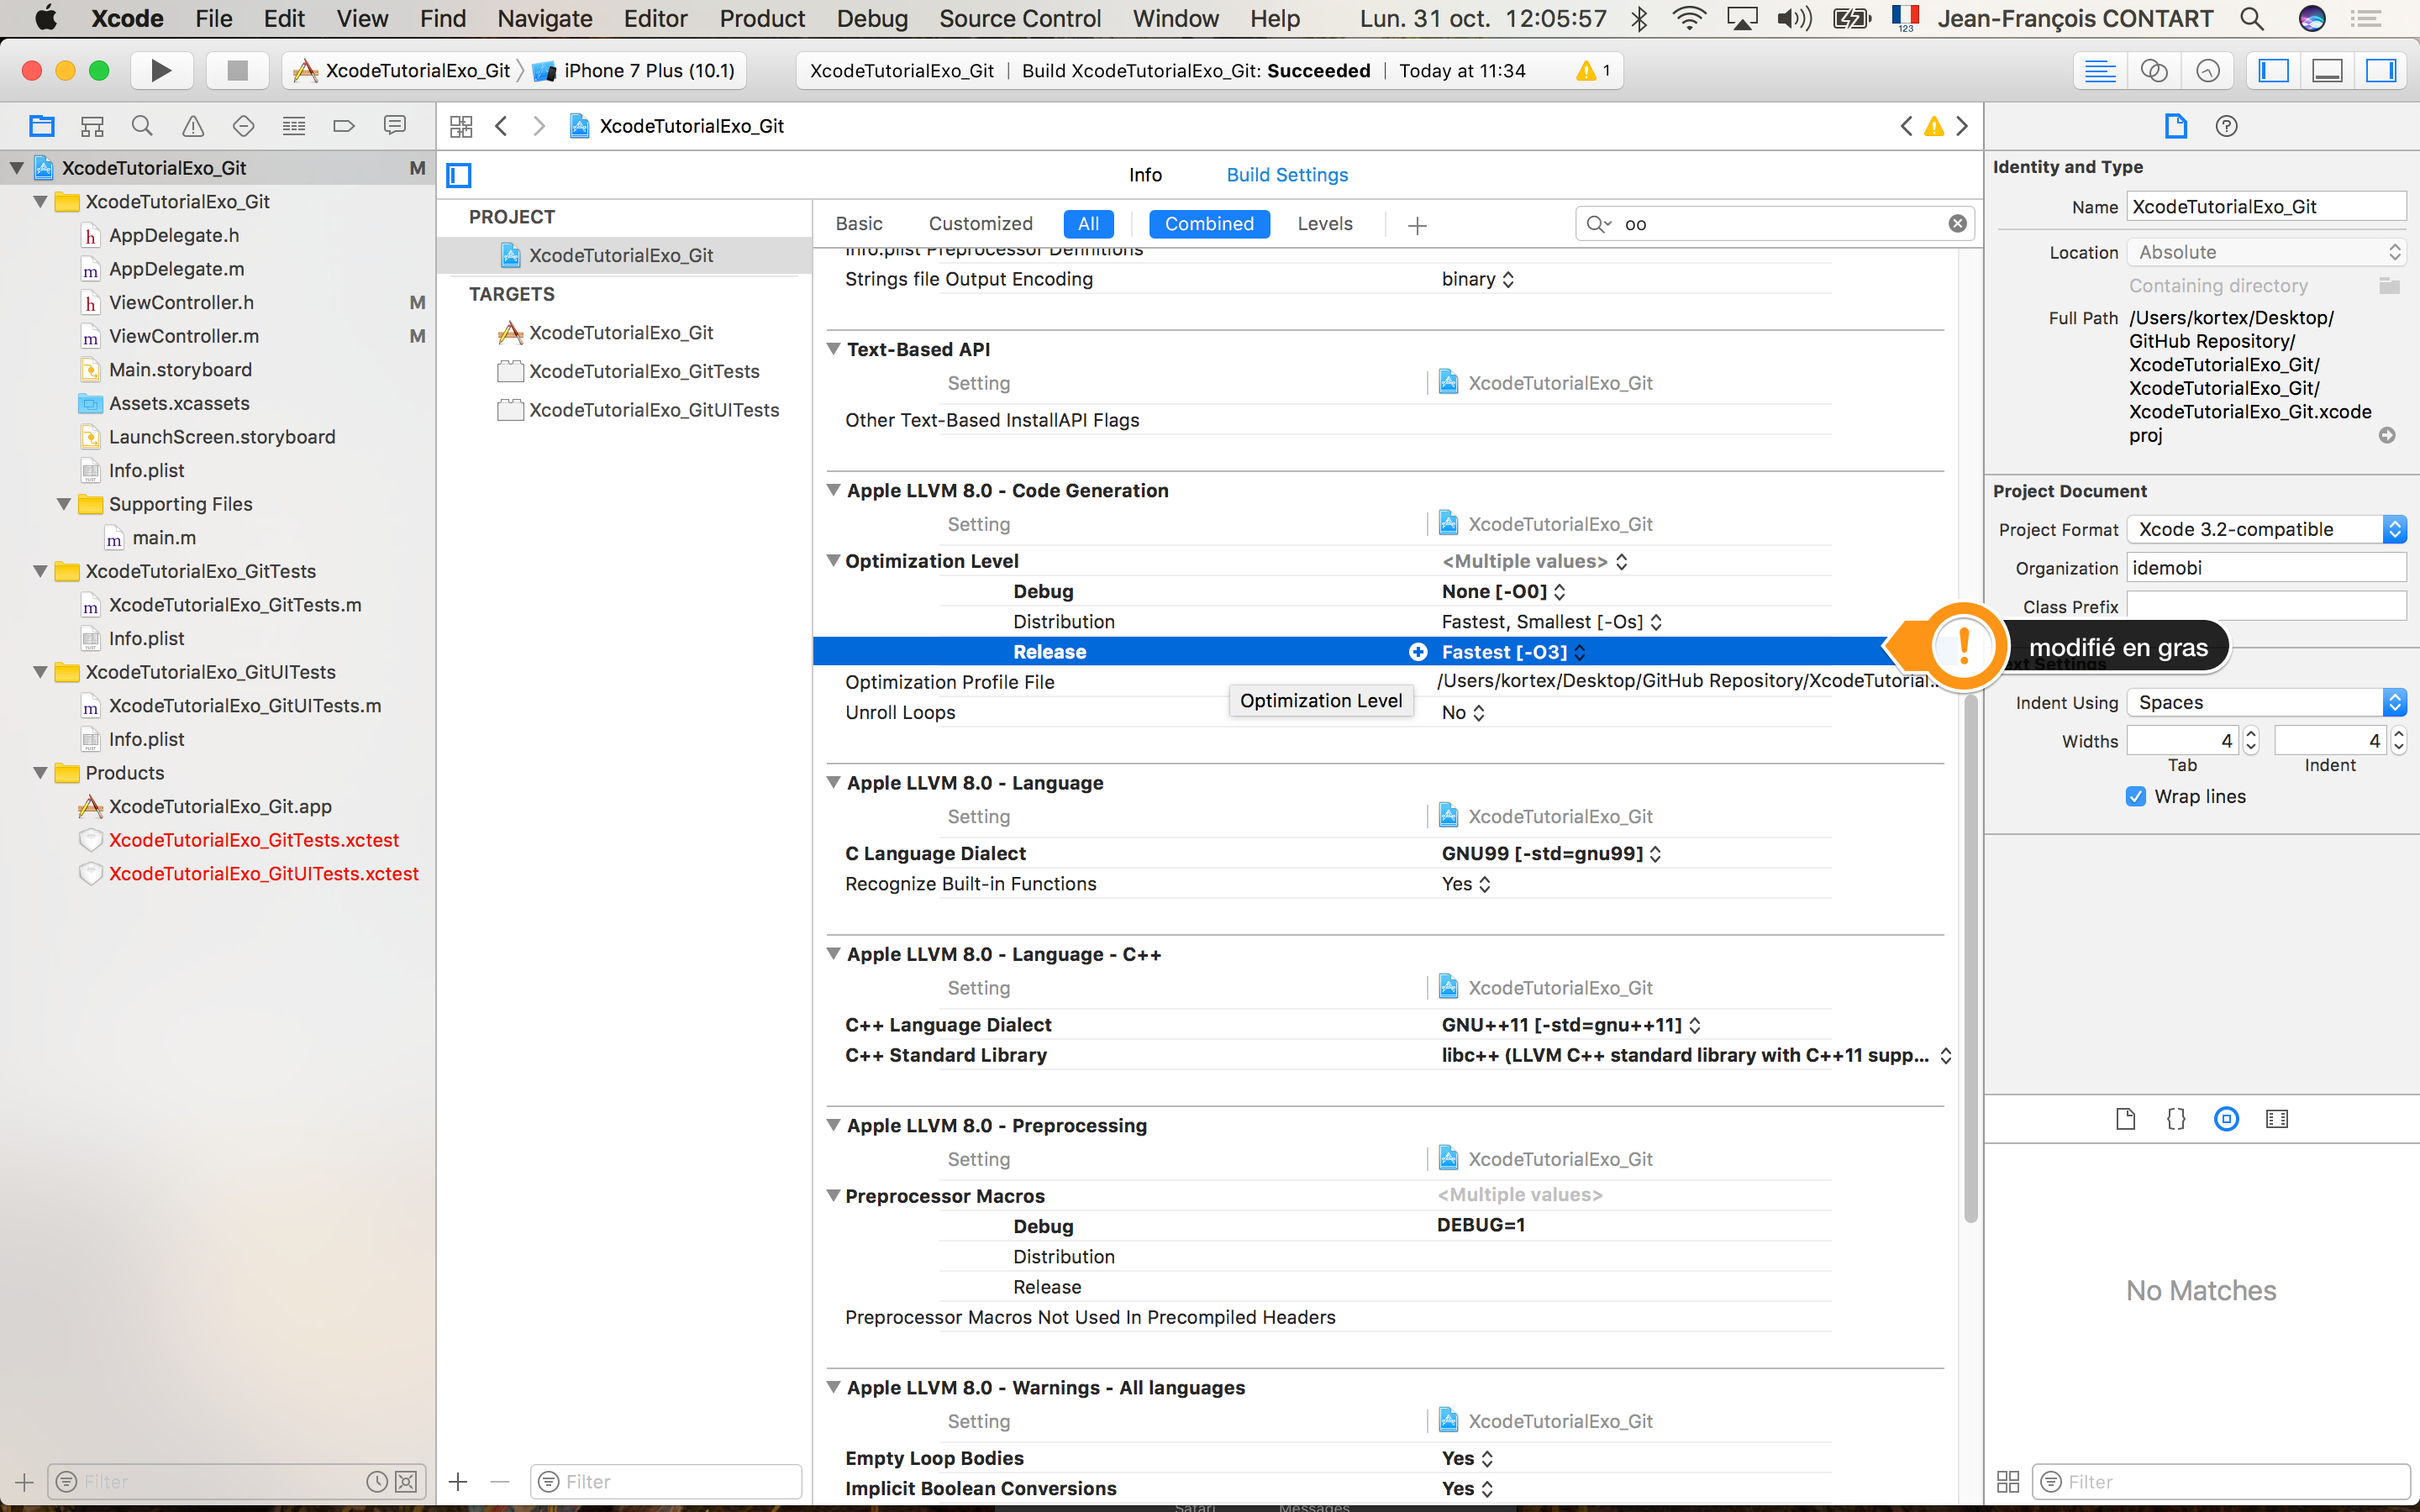 Xcode File Edit View Find Navigate Editor Product Debug Source Control Window Help Lun. 31 oct. 12:05:57 123 Jean-François CONTART
XcodeTutorialExo_Git iPhone 7 Plus (10.1) XcodeTutorialExo_Git | Build XcodeTutorialExo_Git: Succeeded | Today at 11:34 1
XcodeTutorialExo_Git
XcodeTutorialExo_Git M
XcodeTutorialExo_Git
h AppDelegate.h
m AppDelegate.m
h ViewController.h M
m ViewController.m M
Main.storyboard
Assets.xcassets
LaunchScreen.storyboard
Info.plist
Supporting Files
m main.m
XcodeTutorialExo_GitTests
m XcodeTutorialExo_GitTests.m
Info.plist
XcodeTutorialExo_GitUITests
m XcodeTutorialExo_GitUITests.m
Info.plist
Products
XcodeTutorialExo_Git.app
XcodeTutorialExo_GitTests.xctest
XcodeTutorialExo_GitUITests.xctest
Filter
Info Build Settings
PROJECT
XcodeTutorialExo_Git
TARGETS
XcodeTutorialExo_Git
XcodeTutorialExo_GitTests
XcodeTutorialExo_GitUITests
Filter
Basic Customized All Combined Levels + oo
Info.plist Preprocessor Definitions
Strings file Output Encoding binary
Text-Based API
Setting XcodeTutorialExo_Git
Other Text-Based InstallAPI Flags
Apple LLVM 8.0 - Code Generation
Setting XcodeTutorialExo_Git
Optimization Level <Multiple values>
Debug None [-O0]
Distribution Fastest, Smallest [-Os]
Release Fastest [-O3]
Optimization Profile File /Users/kortex/Desktop/GitHub Repository/XcodeTutorial...
Optimization Level
Unroll Loops No
Apple LLVM 8.0 - Language
Setting XcodeTutorialExo_Git
C Language Dialect GNU99 [-std=gnu99]
Recognize Built-in Functions Yes
Apple LLVM 8.0 - Language - C++
Setting XcodeTutorialExo_Git
C++ Language Dialect GNU++11 [-std=gnu++11]
C++ Standard Library libc++ (LLVM C++ standard library with C++11 supp...
Apple LLVM 8.0 - Preprocessing
Setting XcodeTutorialExo_Git
Preprocessor Macros <Multiple values>
Debug DEBUG=1
Distribution
Release
Preprocessor Macros Not Used In Precompiled Headers
Apple LLVM 8.0 - Warnings - All languages
Setting XcodeTutorialExo_Git
Empty Loop Bodies Yes
Implicit Boolean Conversions Yes
! modifié en gras
Identity and Type
Name XcodeTutorialExo_Git
Location Absolute
Containing directory
Full Path /Users/kortex/Desktop/
GitHub Repository/
XcodeTutorialExo_Git/
XcodeTutorialExo_Git/
XcodeTutorialExo_Git.xcode
proj
Project Document
Project Format Xcode 3.2-compatible
Organization idemobi
Class Prefix
Settings
Indent Using Spaces
Widths 4 4
Tab Indent
Wrap lines
{}
No Matches
Filter
Safari Messages